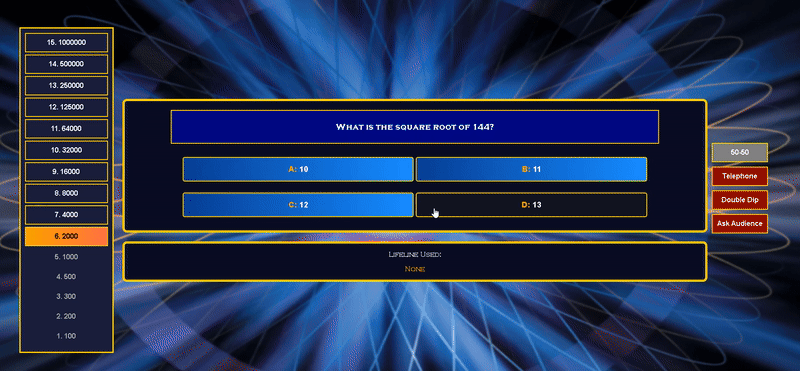 15. 1000000
14. 500000
13. 250000
12. 125000
11. 64000
10. 32000
9. 16000
8. 8000
7. 4000
6. 2000
5. 1000
4. 500
3. 300
2. 200
1. 100
What is the square root of 144?
A: 10
B: 11
C: 12
D: 13
Lifeline Used:
None
50-50
Telephone
Double Dip
Ask Audience